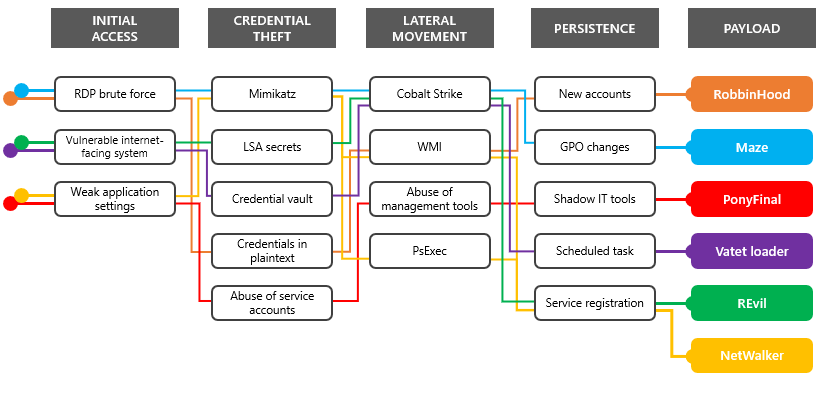 INITIAL
ACCESS
CREDENTIAL
THEFT
LATERAL
MOVEMENT
PERSISTENCE
PAYLOAD
RDP brute force
Mimikatz
Cobalt Strike
New accounts
RobbinHood
Vulnerable internet-
facing system
LSA secrets
WMI
GPO changes
Maze
Weak application
settings
Credential vault
Abuse of
management tools
Shadow IT tools
PonyFinal
Credentials in
plaintext
PsExec
Scheduled task
Vatet loader
Abuse of service
accounts
Service registration
REvil
NetWalker